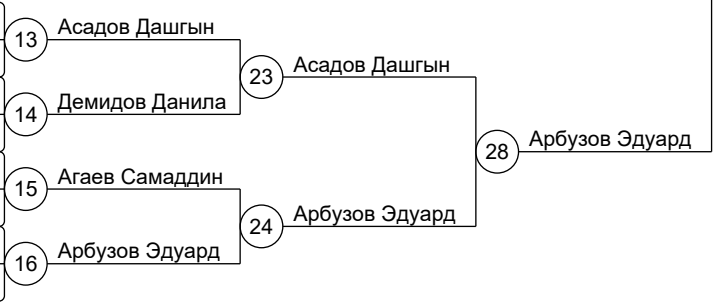 13 Асадов Дашгын
23 Асадов Дашгын
14 Демидов Данила
28 Арбузов Эдуард
15 Агаев Самаддин
24 Арбузов Эдуард
16 Арбузов Эдуард